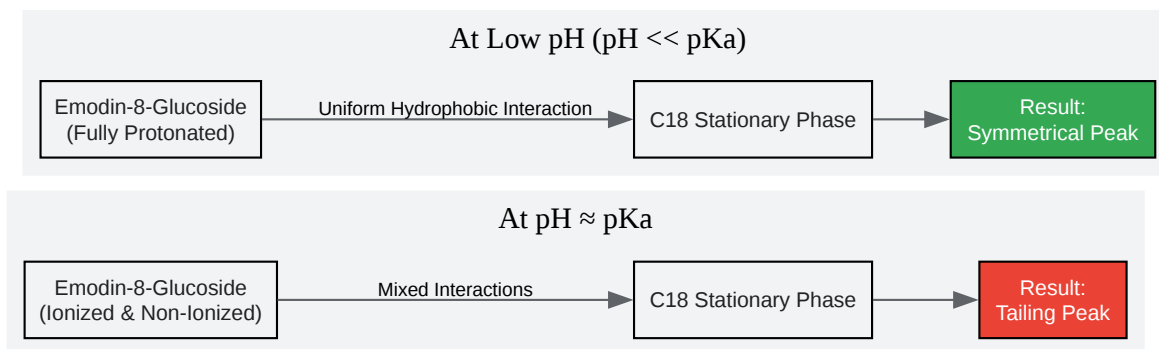 At Low pH (pH << pKa)
Emodin-8-Glucoside
(Fully Protonated)
Uniform Hydrophobic Interaction
C18 Stationary Phase
Result:
Symmetrical Peak
At pH ≈ pKa
Emodin-8-Glucoside
(Ionized & Non-Ionized)
Mixed Interactions
C18 Stationary Phase
Result:
Tailing Peak